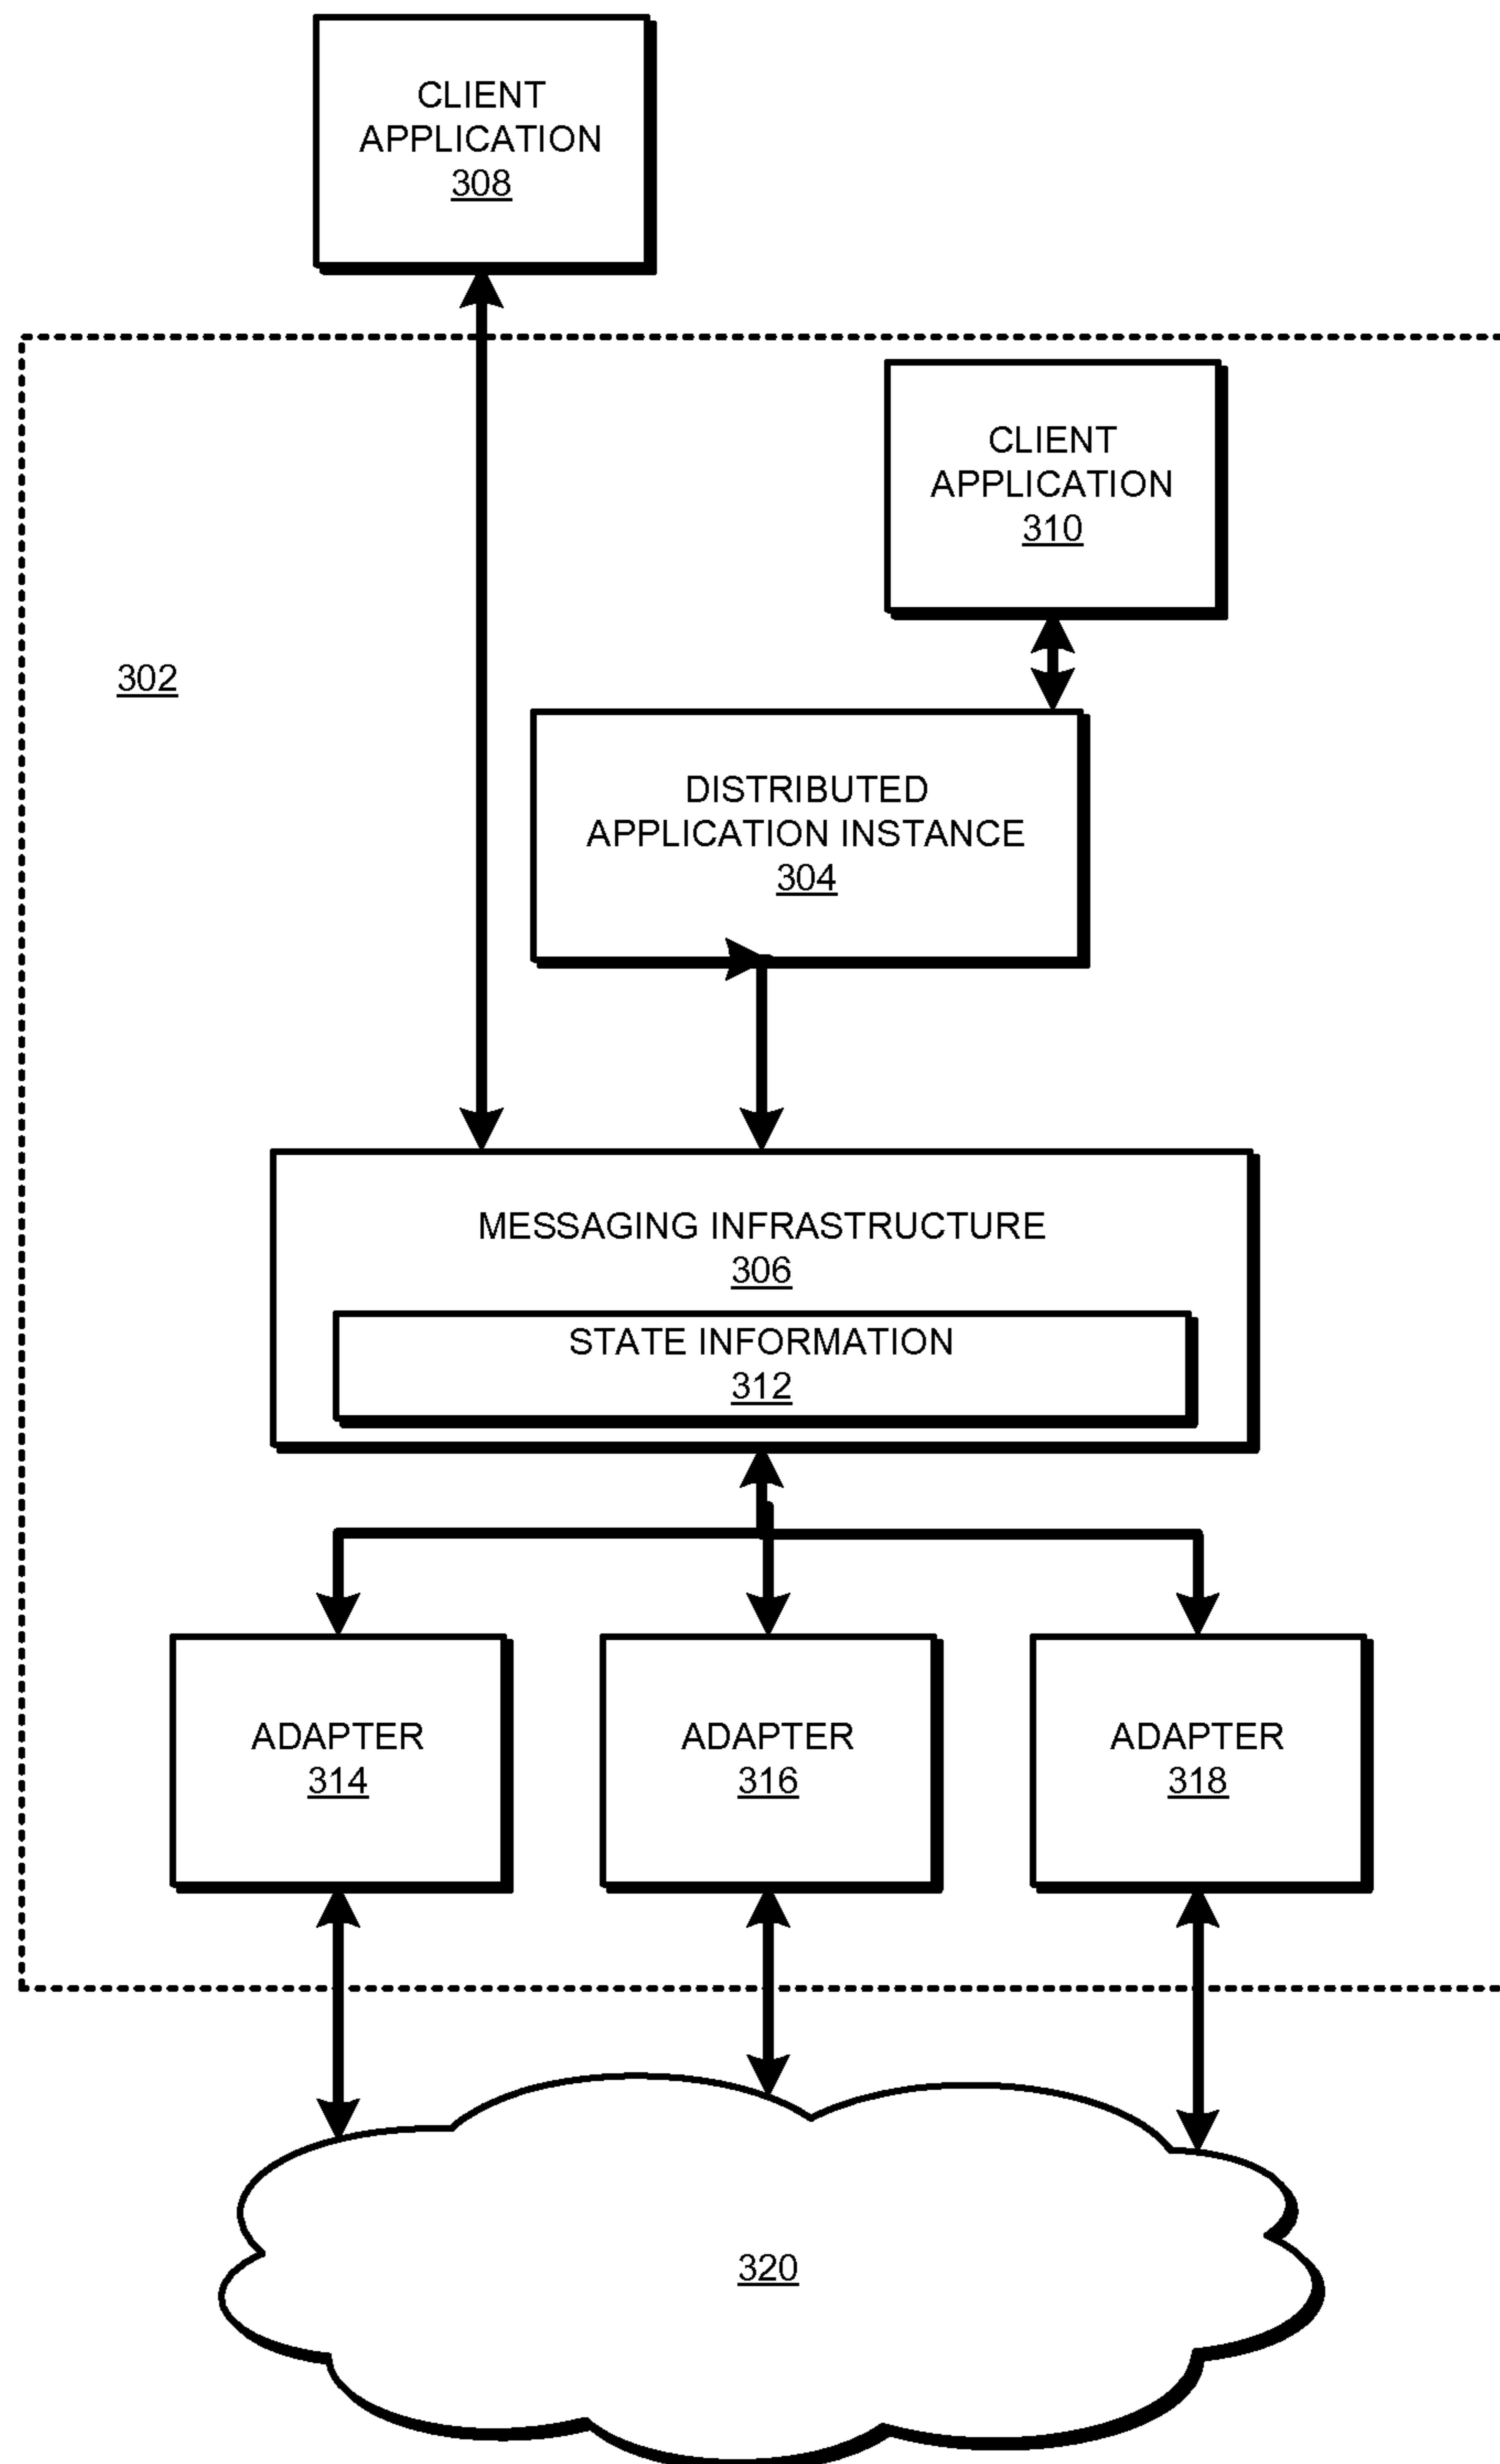 CLIENT
APPLICATION
308
CLIENT
APPLICATION
310
302
DISTRIBUTED
APPLICATION INSTANCE
304
MESSAGING INFRASTRUCTURE
306
STATE INFORMATION
312
ADAPTER
314
ADAPTER
316
ADAPTER
318
320